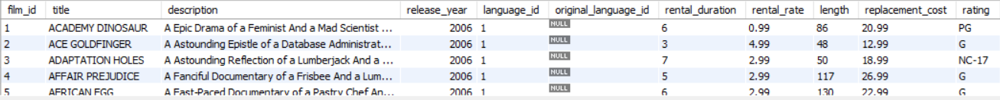 film_id title description release_year language_id original_language_id rental_duration rental_rate length replacement_cost rating
1 ACADEMY DINOSAUR A Epic Drama of a Feminist And a Mad Scientist ... 2006 1 NULL 6 0.99 86 20.99 PG
2 ACE GOLDFINGER A Astounding Epistle of a Database Administrat... 2006 1 NULL 3 4.99 48 12.99 G
3 ADAPTATION HOLES A Astounding Reflection of a Lumberjack And a ... 2006 1 NULL 7 2.99 50 18.99 NC-17
4 AFFAIR PREJUDICE A Fanciful Documentary of a Frisbee And a Lum... 2006 1 NULL 5 2.99 117 26.99 G
5 AFRICAN EGG A Fast-Paced Documentary of a Pastry Chef An... 2006 1 NULL 6 2.99 130 22.99 G